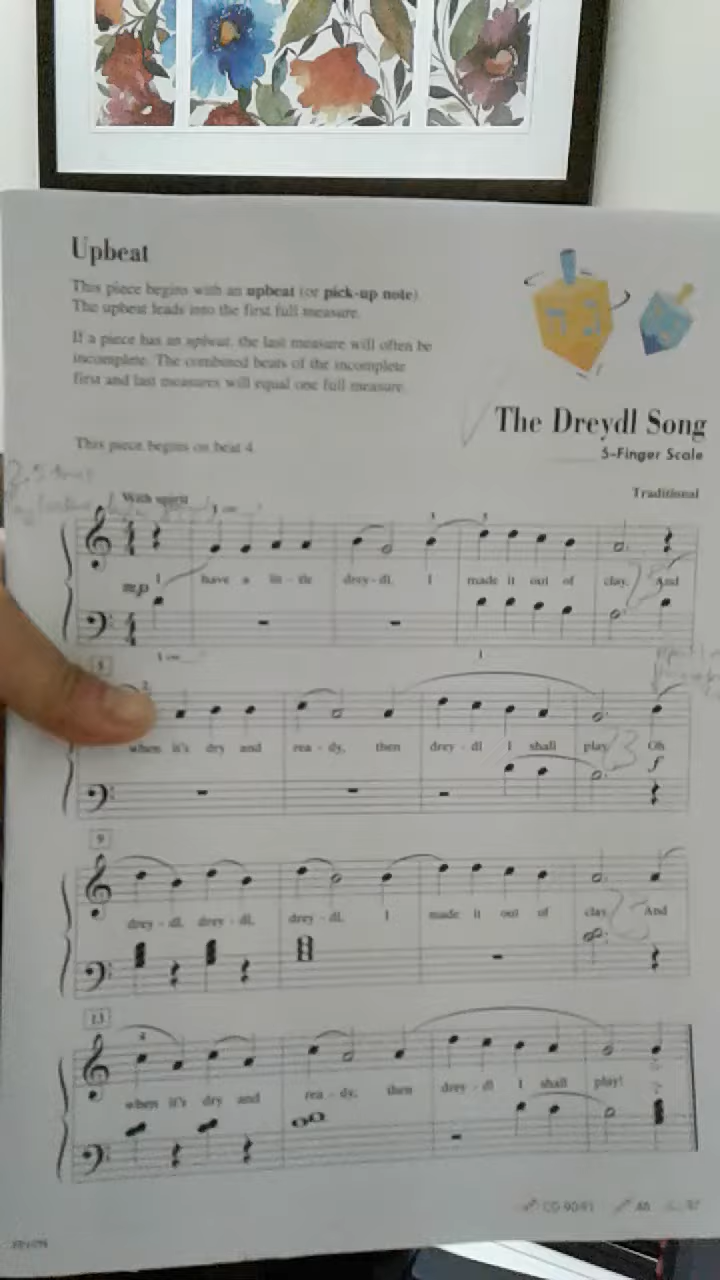 Upbeat
This piece begins with an upbeat (or pick-up note).
The upbeat leads into the first full measure.
If a piece has an upbeat, the last measure will often be
incomplete. The combined beats of the incomplete
first and last measures will equal one full measure.
The Dreydl Song
5-Finger Scale
This piece begins on beat 4.
Traditional
With spirit
mp I have a lit - tle drey - dl. I made it out of clay. And
5
when it's dry and rea - dy, then drey - dl I shall play. Oh
f
9
drey - dl, drey - dl, drey - dl, I made it out of clay. And
13
when it's dry and rea - dy, then drey - dl I shall play!
CD 90/91